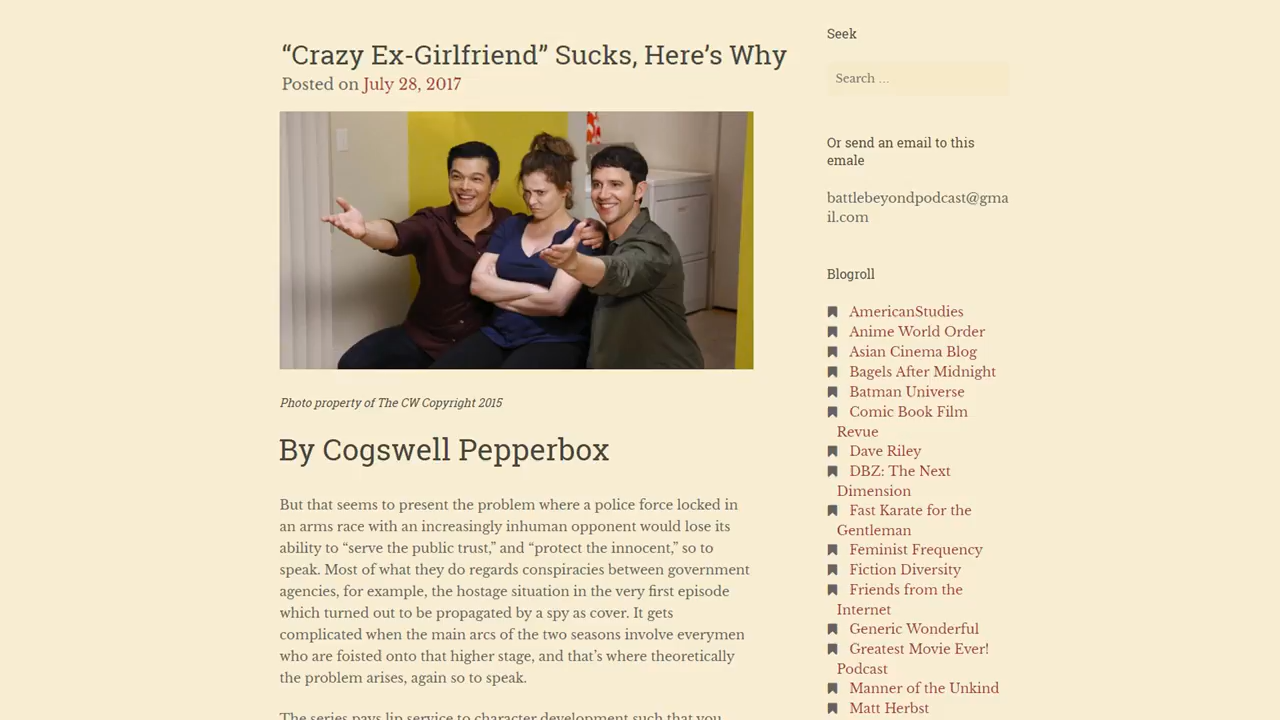 “Crazy Ex-Girlfriend” Sucks, Here’s Why
Posted on July 28, 2017
Photo property of The CW Copyright 2015
By Cogswell Pepperbox
But that seems to present the problem where a police force locked in
an arms race with an increasingly inhuman opponent would lose its
ability to “serve the public trust,” and “protect the innocent,” so to
speak. Most of what they do regards conspiracies between government
agencies, for example, the hostage situation in the very first episode
which turned out to be propagated by a spy as cover. It gets
complicated when the main arcs of the two seasons involve everymen
who are foisted onto that higher stage, and that’s where theoretically
the problem arises, again so to speak.
The series pays lip service to character development such that you
Seek
Search ...
Or send an email to this
emale
battlebeyondpodcast@gma
il.com
Blogroll
AmericanStudies
Anime World Order
Asian Cinema Blog
Bagels After Midnight
Batman Universe
Comic Book Film
Revue
Dave Riley
DBZ: The Next
Dimension
Fast Karate for the
Gentleman
Feminist Frequency
Fiction Diversity
Friends from the
Internet
Generic Wonderful
Greatest Movie Ever!
Podcast
Manner of the Unkind
Matt Herbst